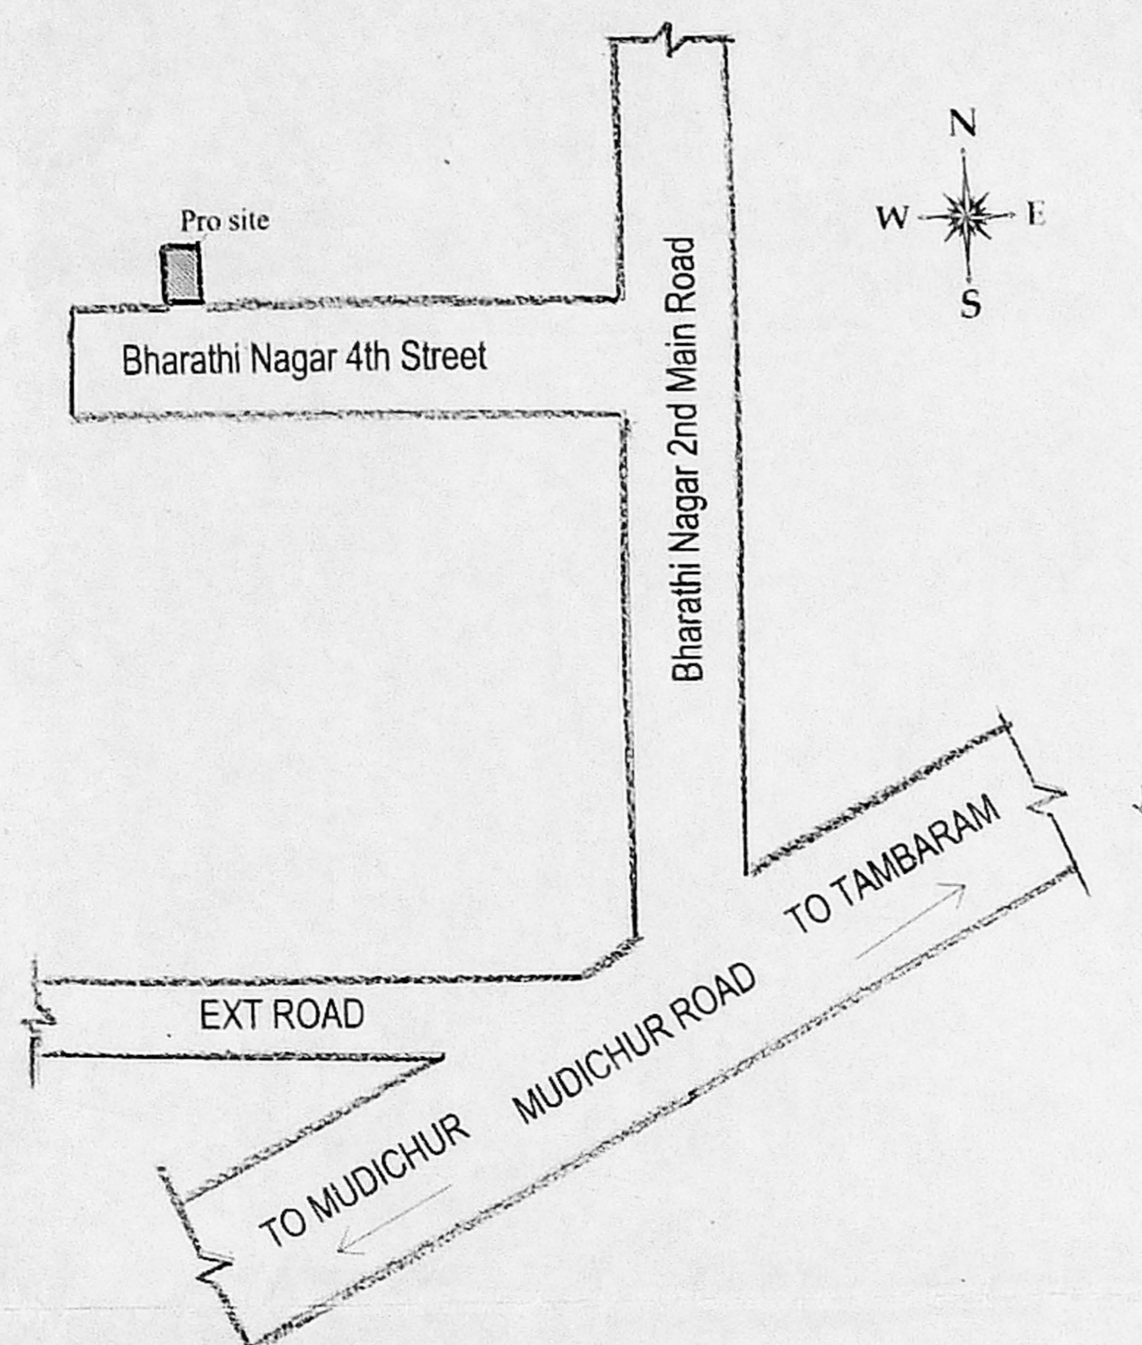 N
Pro site
W E
S
Bharathi Nagar 4th Street
Bharathi Nagar 2nd Main Road
TO TAMBARAM
EXT ROAD
MUDICHUR ROAD
TO MUDICHUR